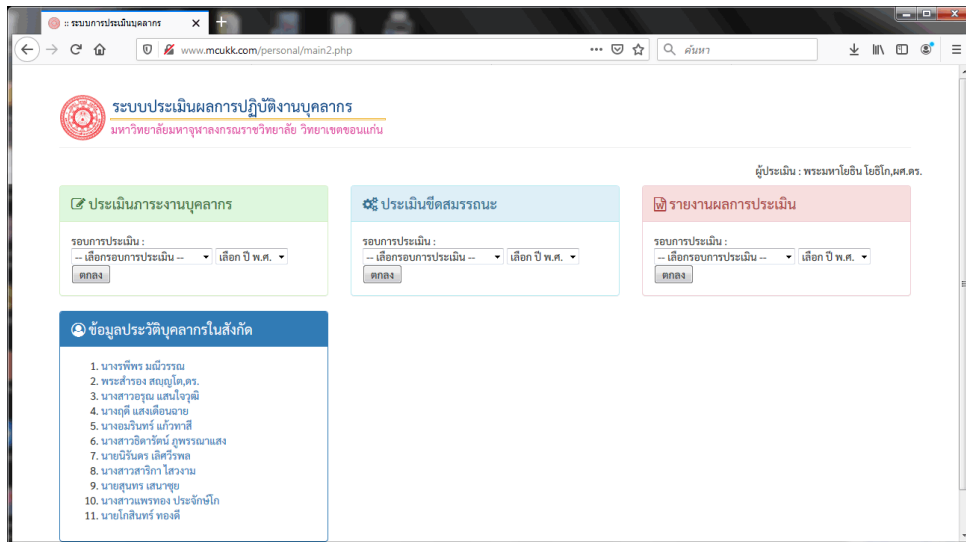 :: ระบบการประเมินบุคลากร
www.mcukk.com/personal/main2.php
ค้นหา
ระบบประเมินผลการปฏิบัติงานบุคลากร
มหาวิทยาลัยมหาจุฬาลงกรณราชวิทยาลัย วิทยาเขตขอนแก่น
ผู้ประเมิน : พระมหาโยธิน โยธิโก,ผศ.ดร.
ประเมินภาระงานบุคลากร
รอบการประเมิน :
-- เลือกรอบการประเมิน -- เลือก ปี พ.ศ.
ตกลง
ประเมินขีดสมรรถนะ
รอบการประเมิน :
-- เลือกรอบการประเมิน -- เลือก ปี พ.ศ.
ตกลง
รายงานผลการประเมิน
รอบการประเมิน :
-- เลือกรอบการประเมิน -- เลือก ปี พ.ศ.
ตกลง
ข้อมูลประวัติบุคลากรในสังกัด
1. นางรพีพร มณีวรรณ
2. พระสำรอง สญฺญโต,ดร.
3. นางสาวอรุณ แสนใจวุฒิ
4. นางฤดี แสงเดือนฉาย
5. นางอมรินทร์ แก้วทาสี
6. นางสาวธิดารัตน์ ภูพรรณาแสง
7. นายนิรันดร เลิศวีรพล
8. นางสาวสาริกา ไสวงาม
9. นายสุนทร เสนาซุย
10. นางสาวแพรทอง ประจักษ์โก
11. นายโกสินทร์ ทองดี